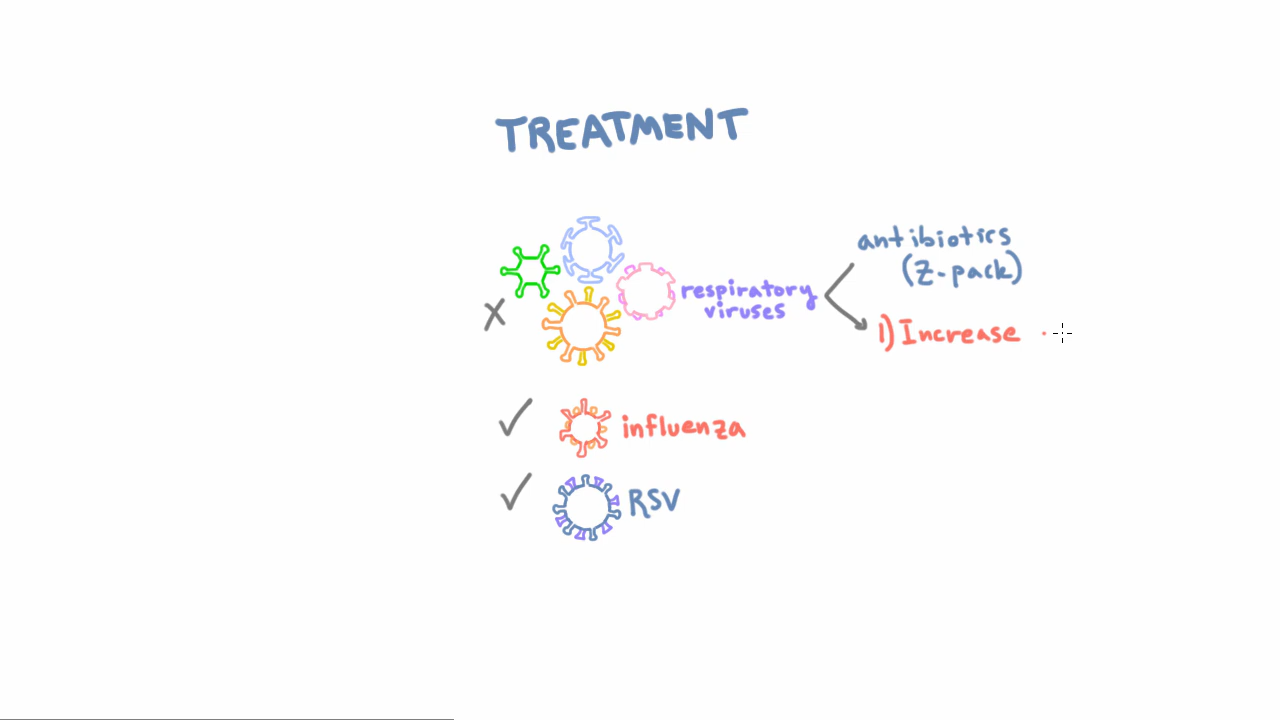 TREATMENT
antibiotics
(Z-pack)
respiratory
viruses
1) Increase
influenza
RSV